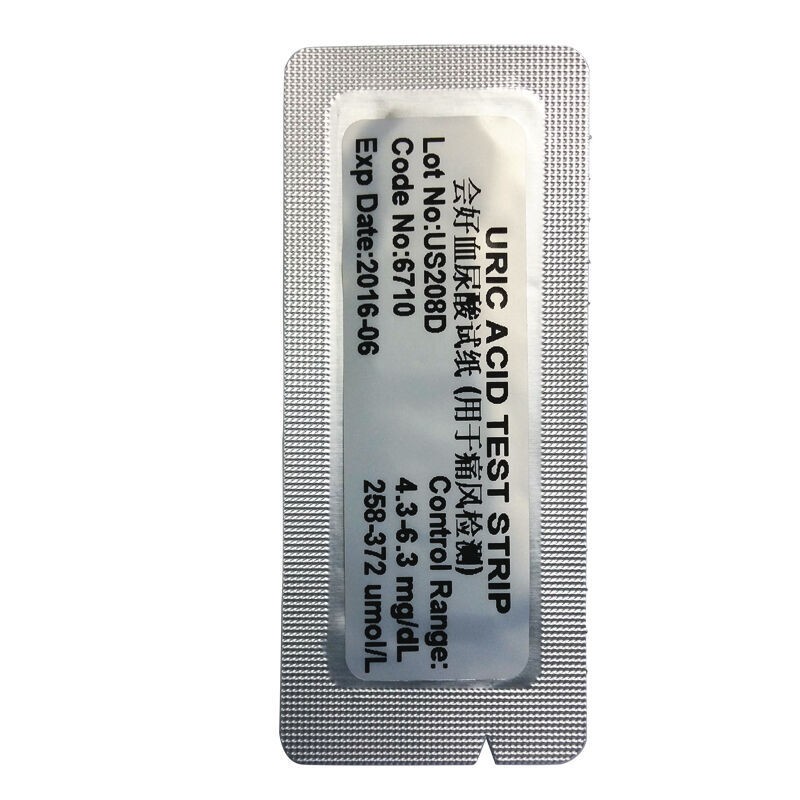 URIC ACID TEST STRIP
会好血尿酸试纸 (用于痛风检测)
Lot No:US208D
Code No:6710
Exp Date:2016-06
Control Range:
4.3-6.3 mg/dL
258-372 umol/L